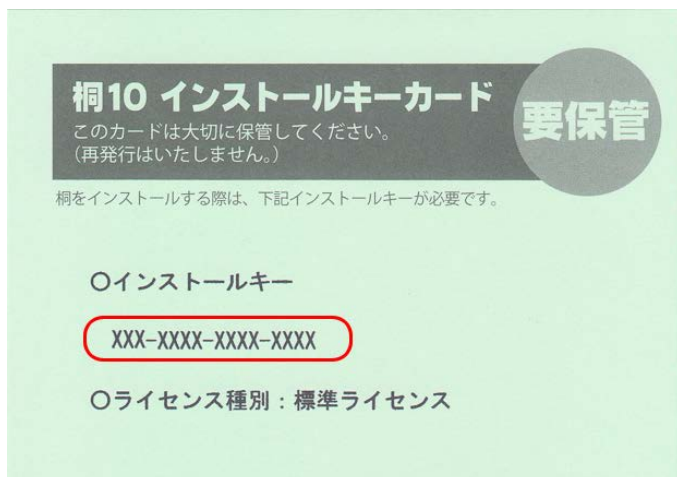 桐10 インストールキーカード
要保管
このカードは大切に保管してください。
（再発行はいたしません。）
桐をインストールする際は、下記インストールキーが必要です。
○インストールキー
XXX-XXXX-XXXX-XXXX
○ライセンス種別：標準ライセンス